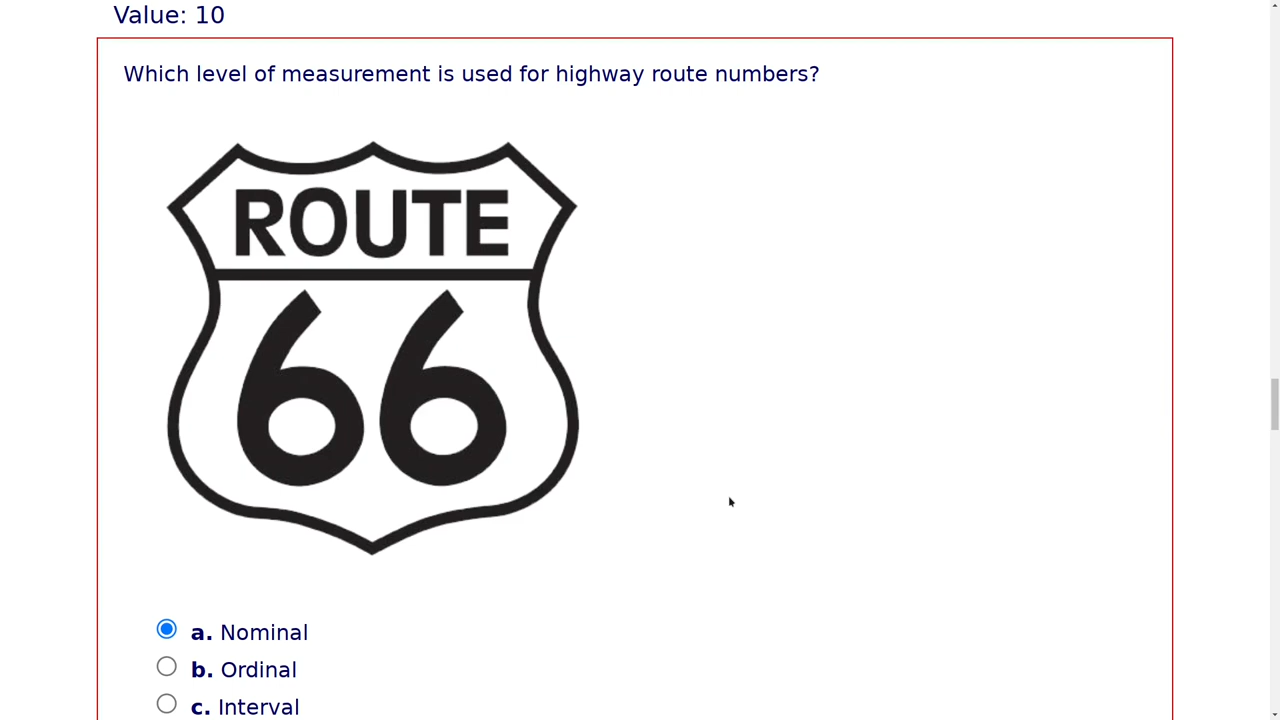 Value: 10
Which level of measurement is used for highway route numbers?
ROUTE
66
a. Nominal
b. Ordinal
c. Interval